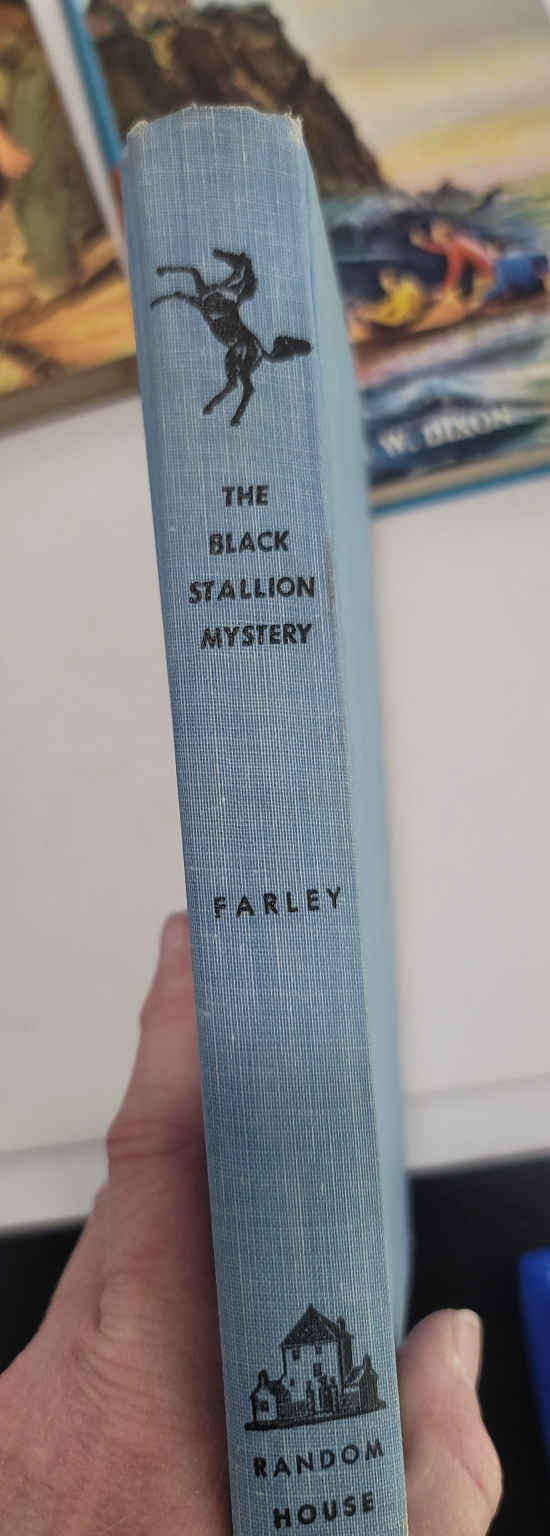 W. DIXON
THE
BLACK
STALLION
MYSTERY
FARLEY
RANDOM
HOUSE